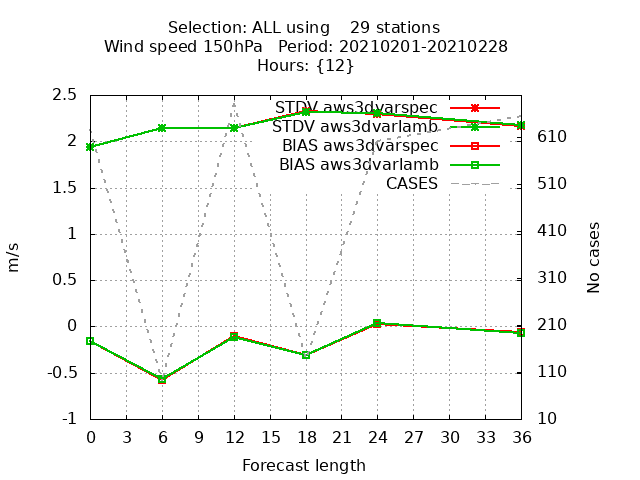 Selection: ALL using 29 stations
Wind speed 150hPa Period: 20210201-20210228
Hours: {12}
STDV aws3dvarspec
STDV aws3dvarlamb
BIAS aws3dvarspec
BIAS aws3dvarlamb
CASES
2.5
2
1.5
1
0.5
0
-0.5
-1
m/s
610
510
410
310
210
110
10
No cases
0 3 6 9 12 15 18 21 24 27 30 33 36
Forecast length